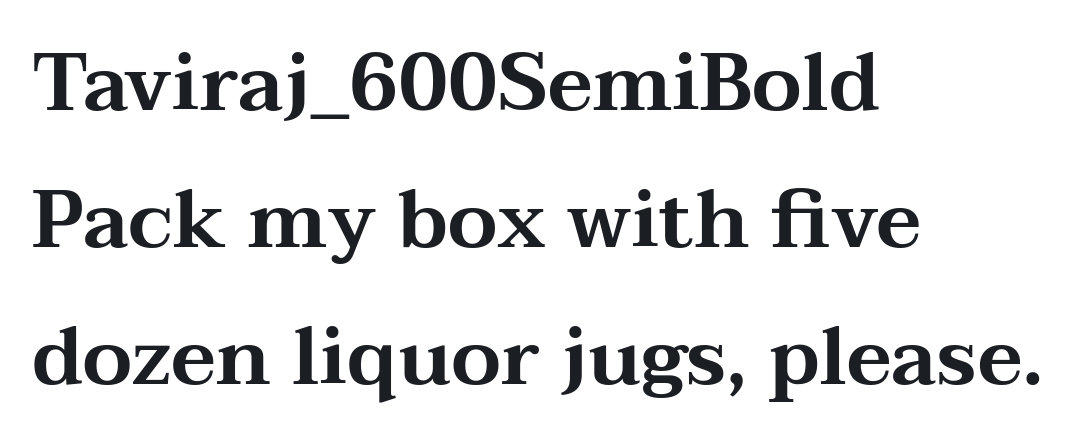 Taviraj_600SemiBold
Pack my box with five
dozen liquor jugs, please.